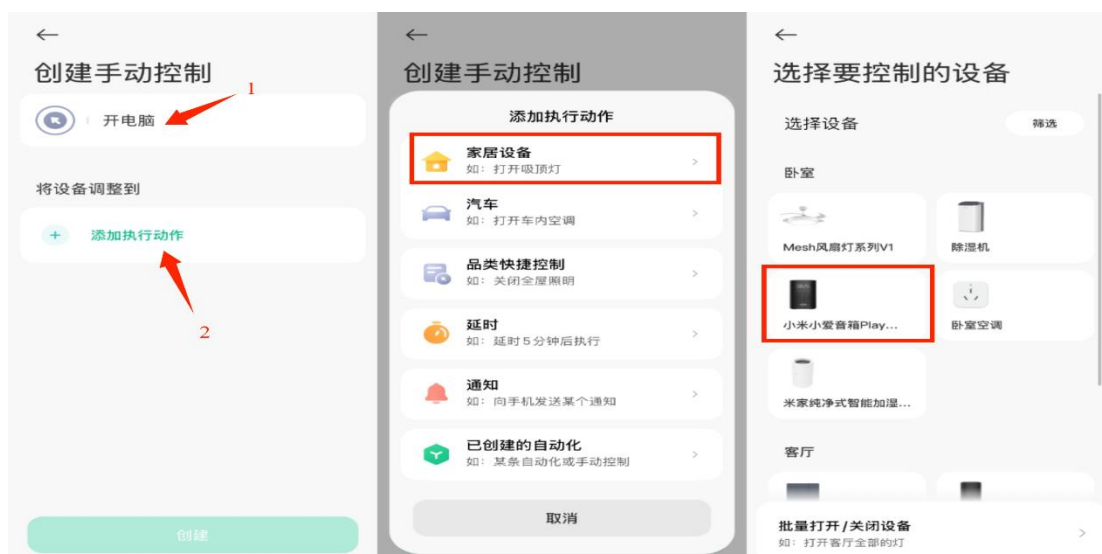 创建手动控制
1
开电脑
将设备调整到
+ 添加执行动作
2
创建
创建手动控制
添加执行动作
家居设备
如：打开吸顶灯
汽车
如：打开车内空调
品类快捷控制
如：关闭全屋照明
延时
如：延时5分钟后执行
通知
如：向手机发送某个通知
已创建的自动化
如：某条自动化或手动控制
取消
选择要控制的设备
选择设备
筛选
卧室
Mesh风扇灯系列V1
除湿机
小米小爱音箱Play...
卧室空调
米家纯净式智能加湿...
客厅
批量打开/关闭设备
如：打开客厅全部的灯